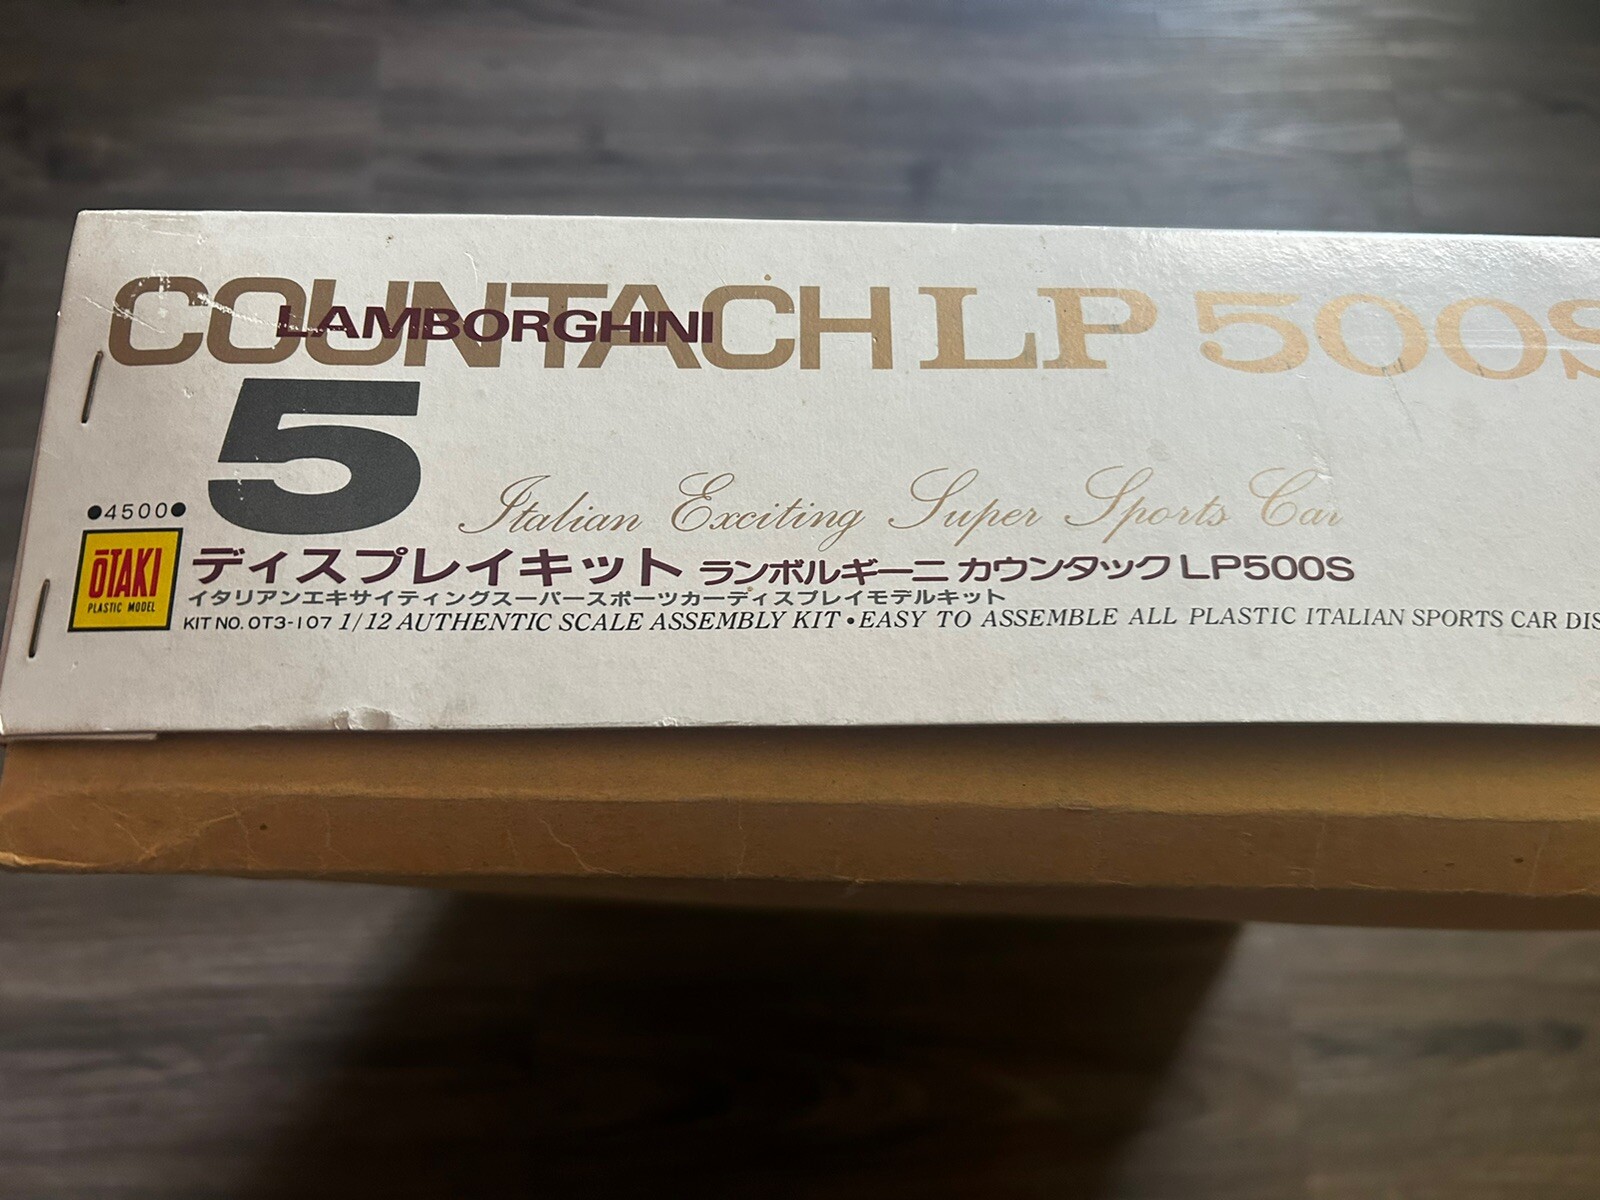 COUNTACH LP 500S
LAMBORGHINI
5
●4500●
Italian Exciting Super Sports Car
ŌTAKI
PLASTIC MODEL
ディスプレイキット ランボルギーニ カウンタック LP500S
イタリアンエキサイティングスーパースポーツカーディスプレイモデルキット
KIT NO. OT3-107 1/12 AUTHENTIC SCALE ASSEMBLY KIT • EASY TO ASSEMBLE ALL PLASTIC ITALIAN SPORTS CAR DIS